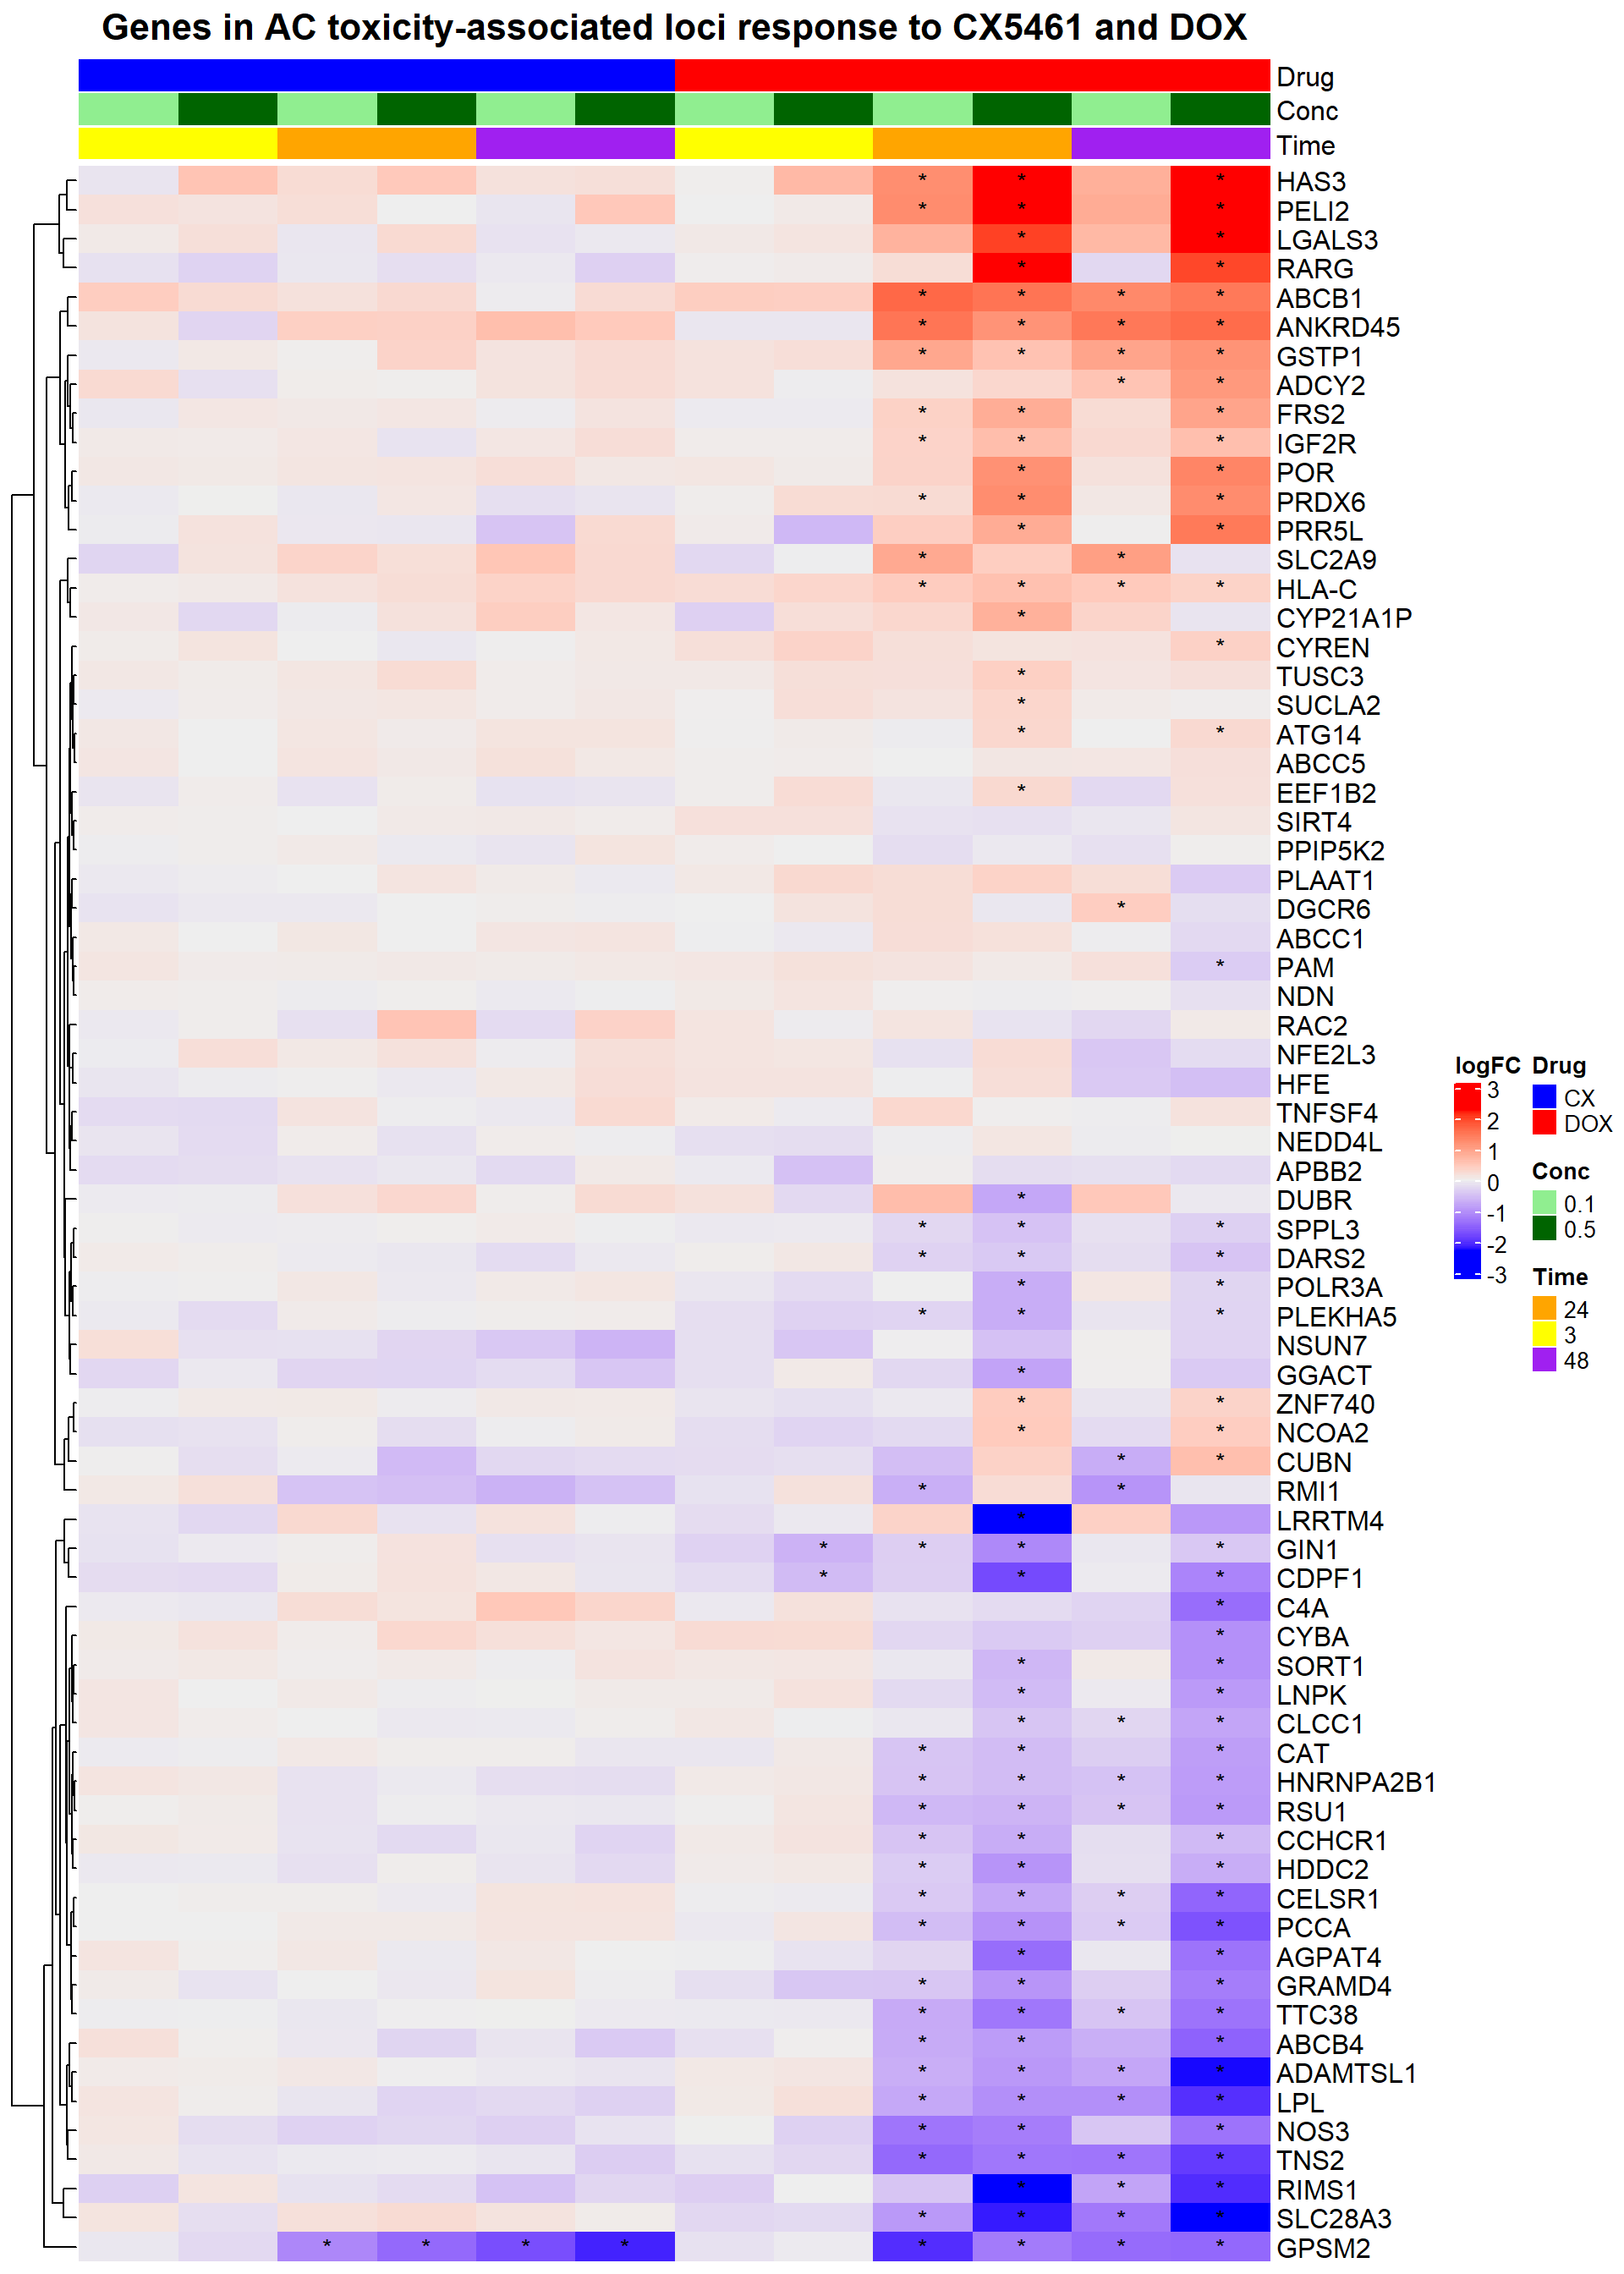 Genes in AC toxicity-associated loci response to CX5461 and DOX
Drug
Conc
Time
HAS3
PELI2
LGALS3
RARG
ABCB1
ANKRD45
GSTP1
ADCY2
FRS2
IGF2R
POR
PRDX6
PRR5L
SLC2A9
HLA-C
CYP21A1P
CYREN
TUSC3
SUCLA2
ATG14
ABCC5
EEF1B2
SIRT4
PPIP5K2
PLAAT1
DGCR6
ABCC1
PAM
NDN
RAC2
NFE2L3
HFE
TNFSF4
NEDD4L
APBB2
DUBR
SPPL3
DARS2
POLR3A
PLEKHA5
NSUN7
GGACT
ZNF740
NCOA2
CUBN
RMI1
LRRTM4
GIN1
CDPF1
C4A
CYBA
SORT1
LNPK
CLCC1
CAT
HNRNPA2B1
RSU1
CCHCR1
HDDC2
CELSR1
PCCA
AGPAT4
GRAMD4
TTC38
ABCB4
ADAMTSL1
LPL
NOS3
TNS2
RIMS1
SLC28A3
GPSM2
logFC
3
2
1
0
-1
-2
-3
Drug
CX
DOX
Conc
0.1
0.5
Time
24
3
48